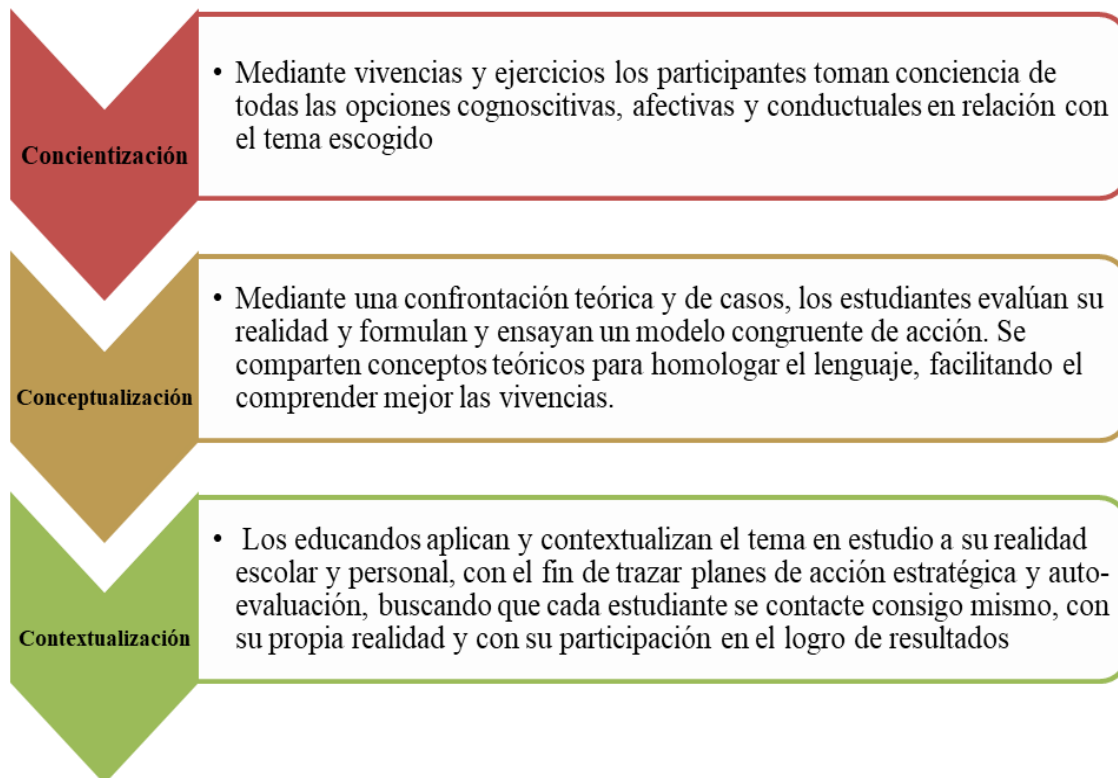 Concientización
• Mediante vivencias y ejercicios los participantes toman conciencia de
todas las opciones cognoscitivas, afectivas y conductuales en relación con
el tema escogido
Conceptualización
• Mediante una confrontación teórica y de casos, los estudiantes evalúan su
realidad y formulan y ensayan un modelo congruente de acción. Se
comparten conceptos teóricos para homologar el lenguaje, facilitando el
comprender mejor las vivencias.
Contextualización
• Los educandos aplican y contextualizan el tema en estudio a su realidad
escolar y personal, con el fin de trazar planes de acción estratégica y auto-
evaluación, buscando que cada estudiante se contacte consigo mismo, con
su propia realidad y con su participación en el logro de resultados